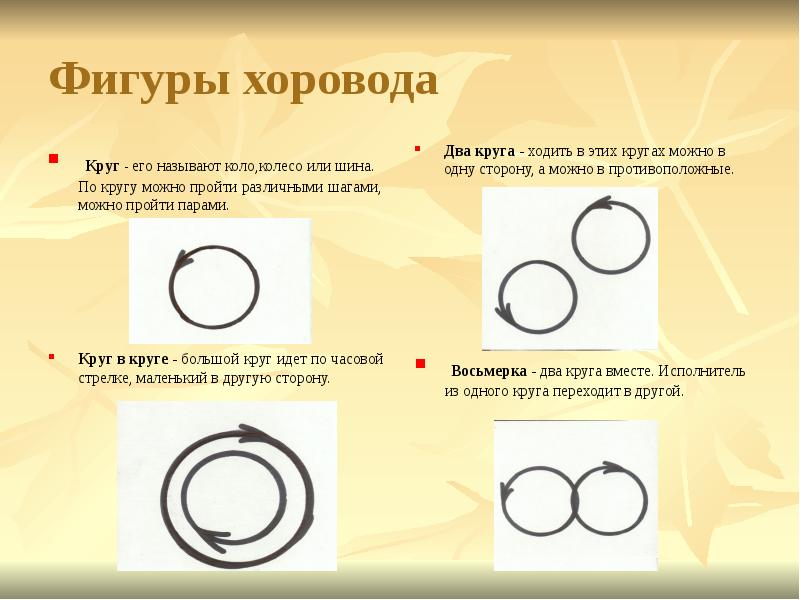 Фигуры хоровода
Круг - его называют коло,колесо или шина.
По кругу можно пройти различными шагами,
можно пройти парами.
Круг в круге - большой круг идет по часовой
стрелке, маленький в другую сторону.
Два круга - ходить в этих кругах можно в
одну сторону, а можно в противоположные.
Восьмерка - два круга вместе. Исполнитель
из одного круга переходит в другой.